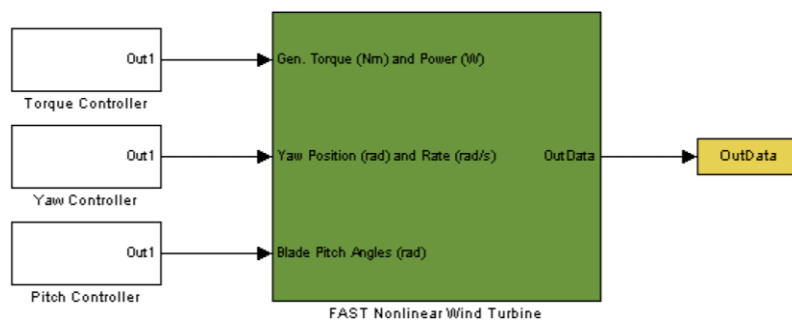 Out1
Gen. Torque (Nm) and Power (W)
Torque Controller
Out1
Yaw Position (rad) and Rate (rad/s)
OutData
OutData
Yaw Controller
Out1
Blade Pitch Angles (rad)
Pitch Controller
FAST Nonlinear Wind Turbine